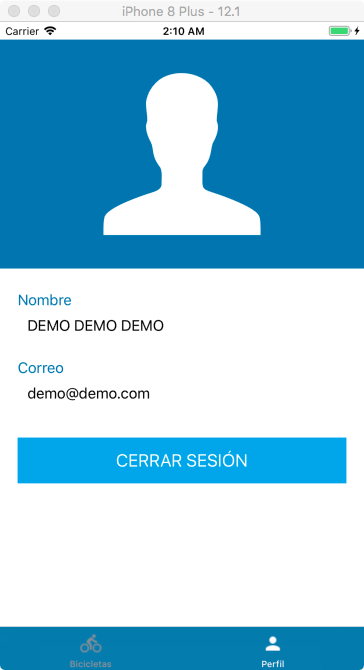 iPhone 8 Plus - 12.1
Carrier 2:10 AM
Nombre
DEMO DEMO DEMO
Correo
demo@demo.com
CERRAR SESIÓN
Bicicletas Perfil